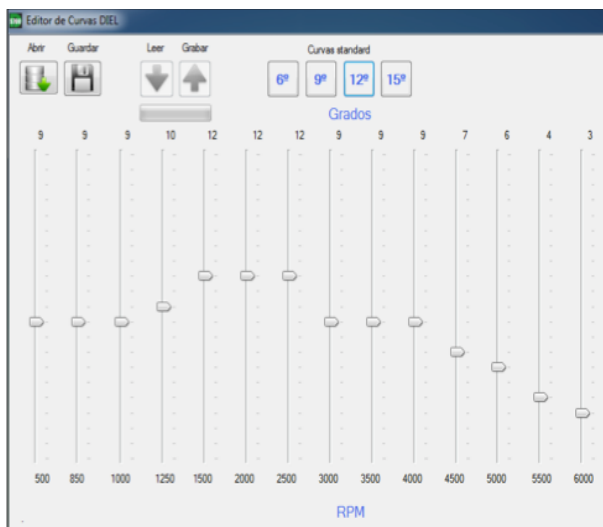 Editor de Curvas DIEL
Abrir Guardar Leer Grabar Curvas standard
6º 9º 12º 15º
Grados
9 9 9 10 12 12 12 9 9 9 7 6 4 3
500 850 1000 1250 1500 2000 2500 3000 3500 4000 4500 5000 5500 6000
RPM